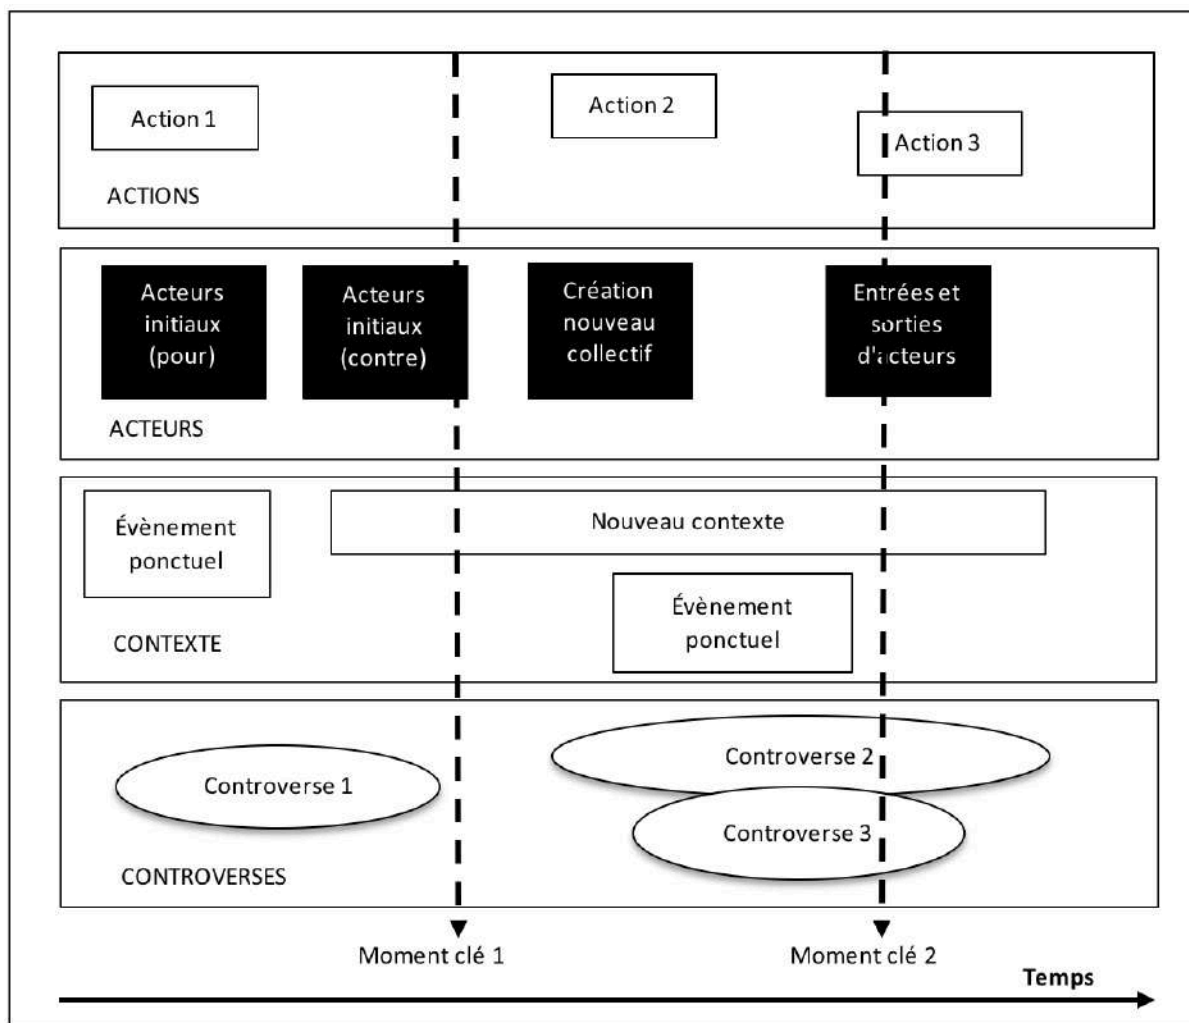 Action 1
Action 2
Action 3
ACTIONS
Acteurs
initiaux
(pour)
Acteurs
initiaux
(contre)
Création
nouveau
collectif
Entrées et
sorties
d'acteurs
ACTEURS
Évènement
ponctuel
Nouveau contexte
Évènement
ponctuel
CONTEXTE
Controverse 1
Controverse 2
Controverse 3
CONTROVERSES
Moment clé 1
Moment clé 2
Temps